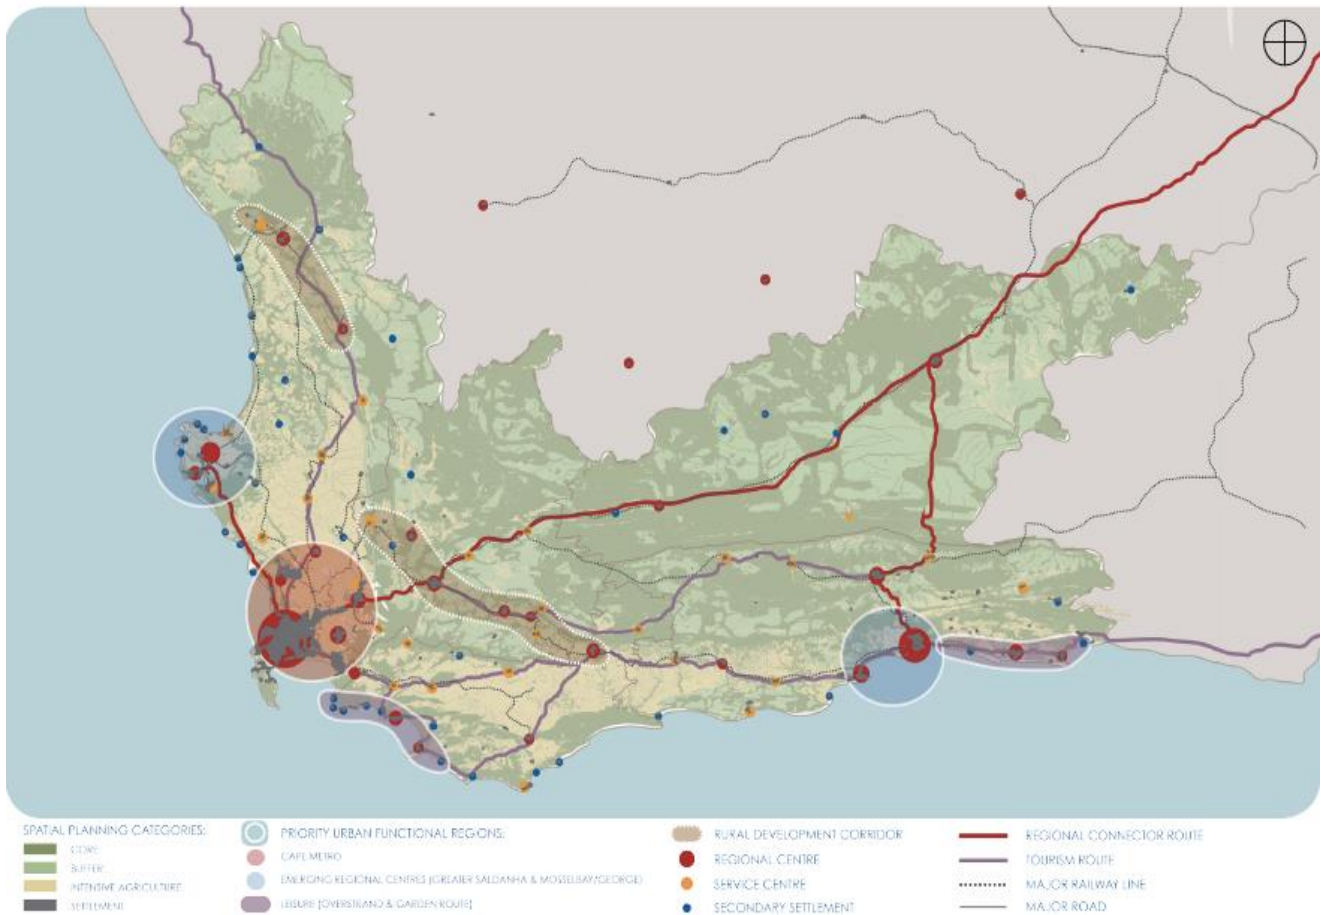 SPATIAL PLANNING CATEGORIES:
CORE
BUFFER
INTENTIVE AGRICULTURE
SETTLEMENT
PRIORITY URBAN FUNCTIONAL REGIONS:
CAPE METRO
EMERGING REGIONAL CENTRES (GREATER SALDANHA & MOSSELBAY/GEORGE)
LEISURE (OVERSTRAND & GARDEN ROUTE)
RURAL DEVELOPMENT CORRIDOR
REGIONAL CENTRE
SERVICE CENTRE
SECONDARY SETTLEMENT
REGIONAL CONNECTOR ROUTE
TOURISM ROUTE
MAJOR RAILWAY LINE
MAJOR ROAD